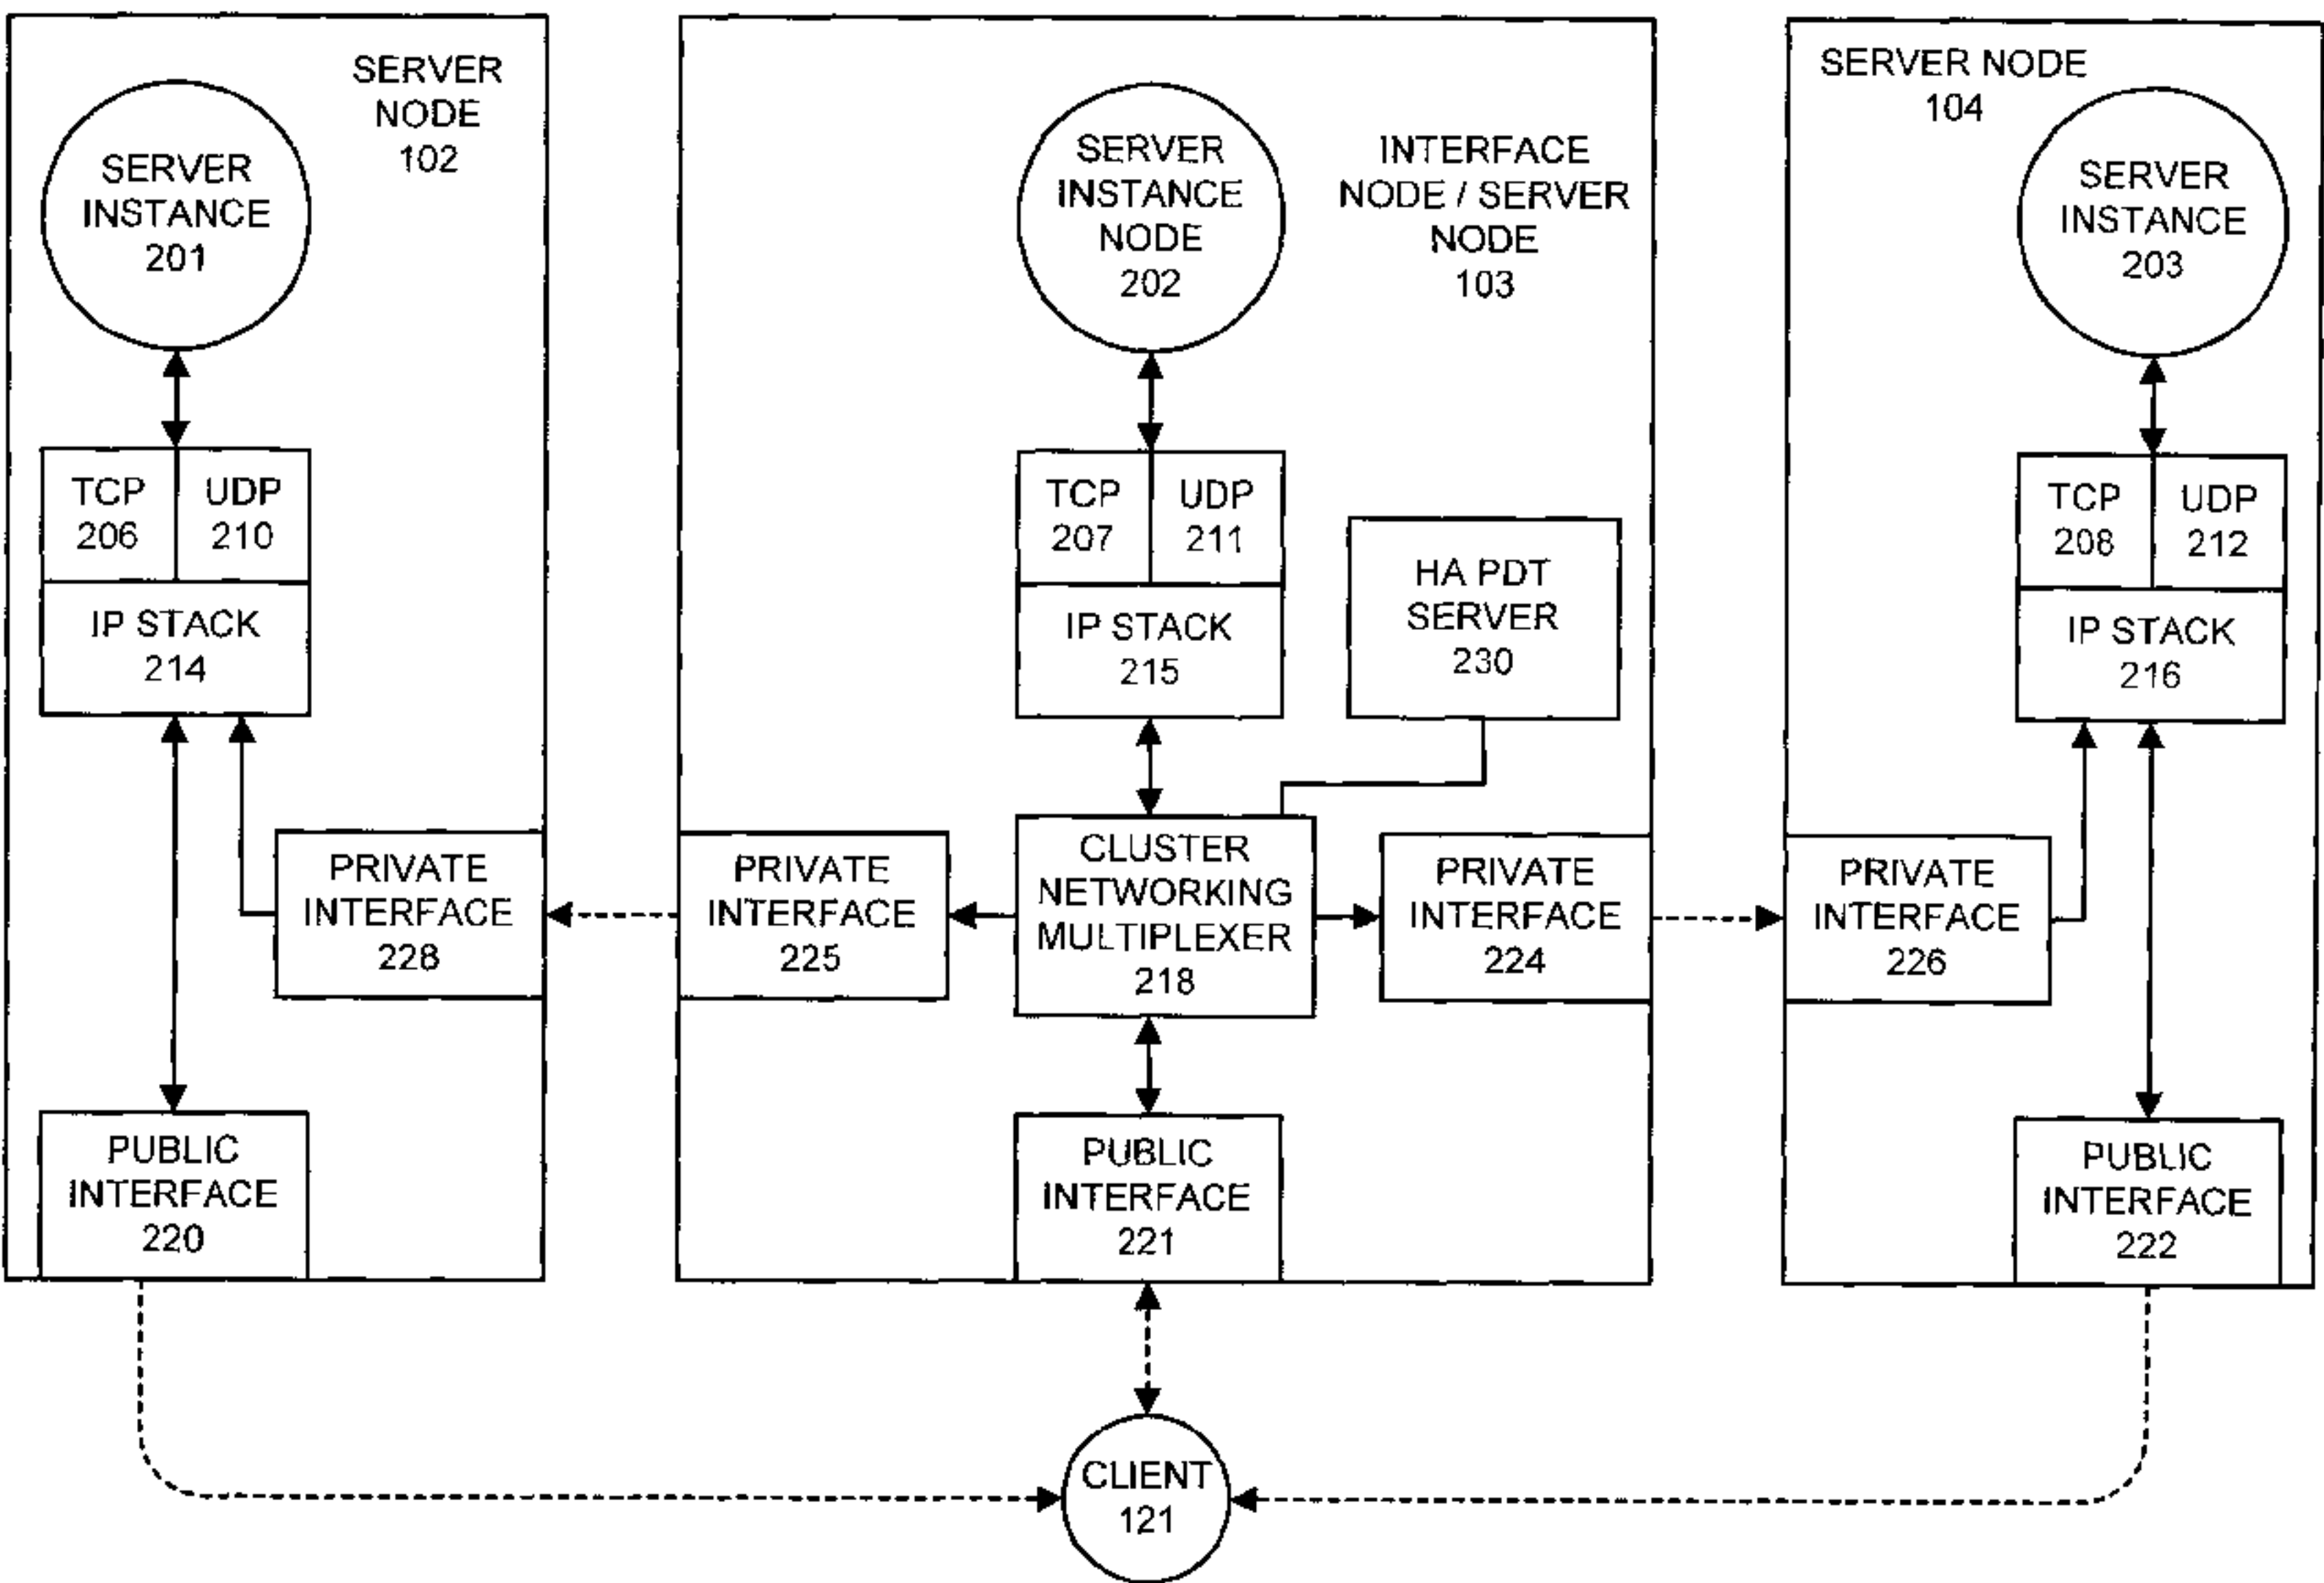 SERVER
NODE
102
SERVER
INSTANCE
201
TCP
206
UDP
210
IP STACK
214
PRIVATE
INTERFACE
228
PUBLIC
INTERFACE
220
SERVER
INSTANCE
NODE
202
INTERFACE
NODE / SERVER
NODE
103
TCP
207
UDP
211
IP STACK
215
HA PDT
SERVER
230
PRIVATE
INTERFACE
225
CLUSTER
NETWORKING
MULTIPLEXER
218
PRIVATE
INTERFACE
224
PUBLIC
INTERFACE
221
SERVER NODE
104
SERVER
INSTANCE
203
TCP
208
UDP
212
IP STACK
216
PRIVATE
INTERFACE
226
PUBLIC
INTERFACE
222
CLIENT
121